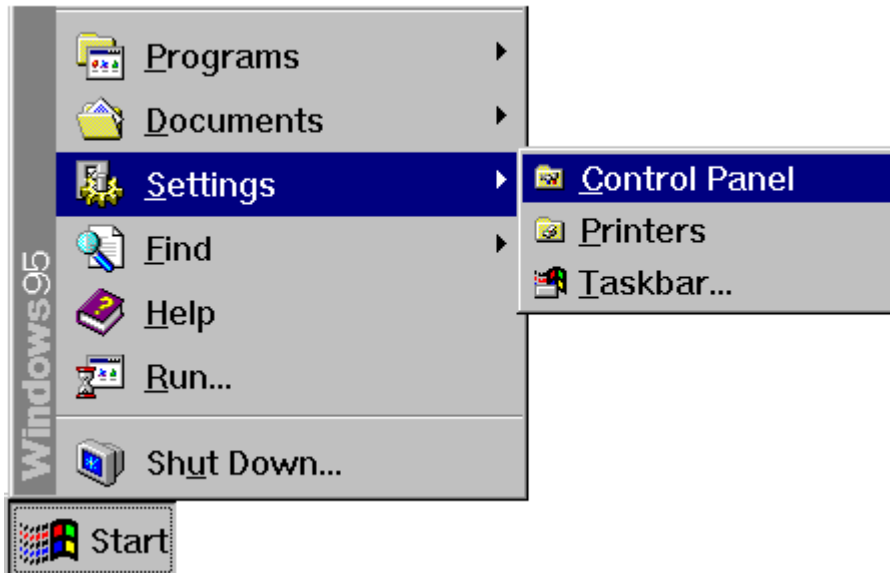 Programs
Documents
Settings
Find
Help
Run...
Shut Down...
Windows95
Start
Control Panel
Printers
Taskbar...